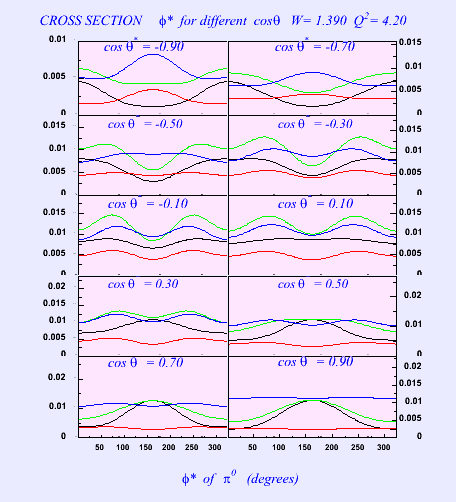 CROSS SECTION ϕ* for different cosθ W= 1.390 Q²= 4.20
0.01
0.005
cos θ* = -0.90
cos θ* = -0.70
0.015
0.01
0.005
0
0.015
0.01
0.005
0
cos θ* = -0.50
cos θ* = -0.30
0.015
0.01
0.005
0
0.015
0.01
0.005
0
cos θ* = -0.10
cos θ* = 0.10
0.015
0.01
0.005
0
0.02
0.015
0.01
0.005
0
cos θ* = 0.30
cos θ* = 0.50
0.02
0.01
0
0.02
0.01
0
cos θ* = 0.70
cos θ* = 0.90
0.02
0.015
0.01
0.005
0
50 100 150 200 250 300 50 100 150 200 250 300
ϕ* of π⁰ (degrees)